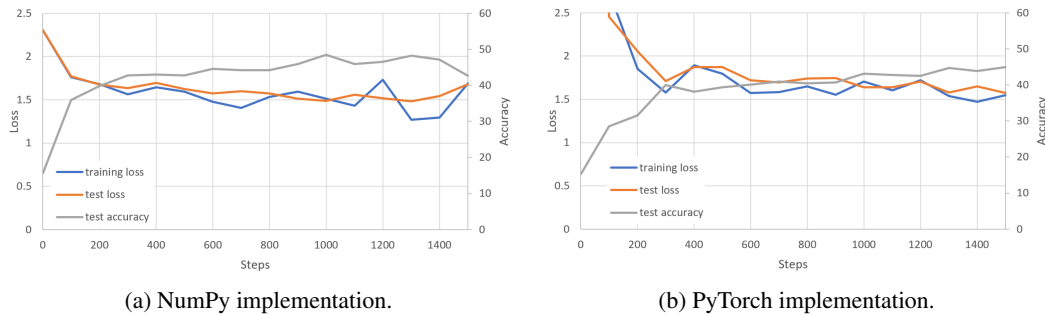 2.5
2
1.5
1
0.5
0
60
50
40
30
20
10
0
Loss
Accuracy
training loss
test loss
test accuracy
0 200 400 600 800 1000 1200 1400
Steps
(a) NumPy implementation.
2.5
2
1.5
1
0.5
0
60
50
40
30
20
10
0
Loss
Accuracy
training loss
test loss
test accuracy
0 200 400 600 800 1000 1200 1400
Steps
(b) PyTorch implementation.